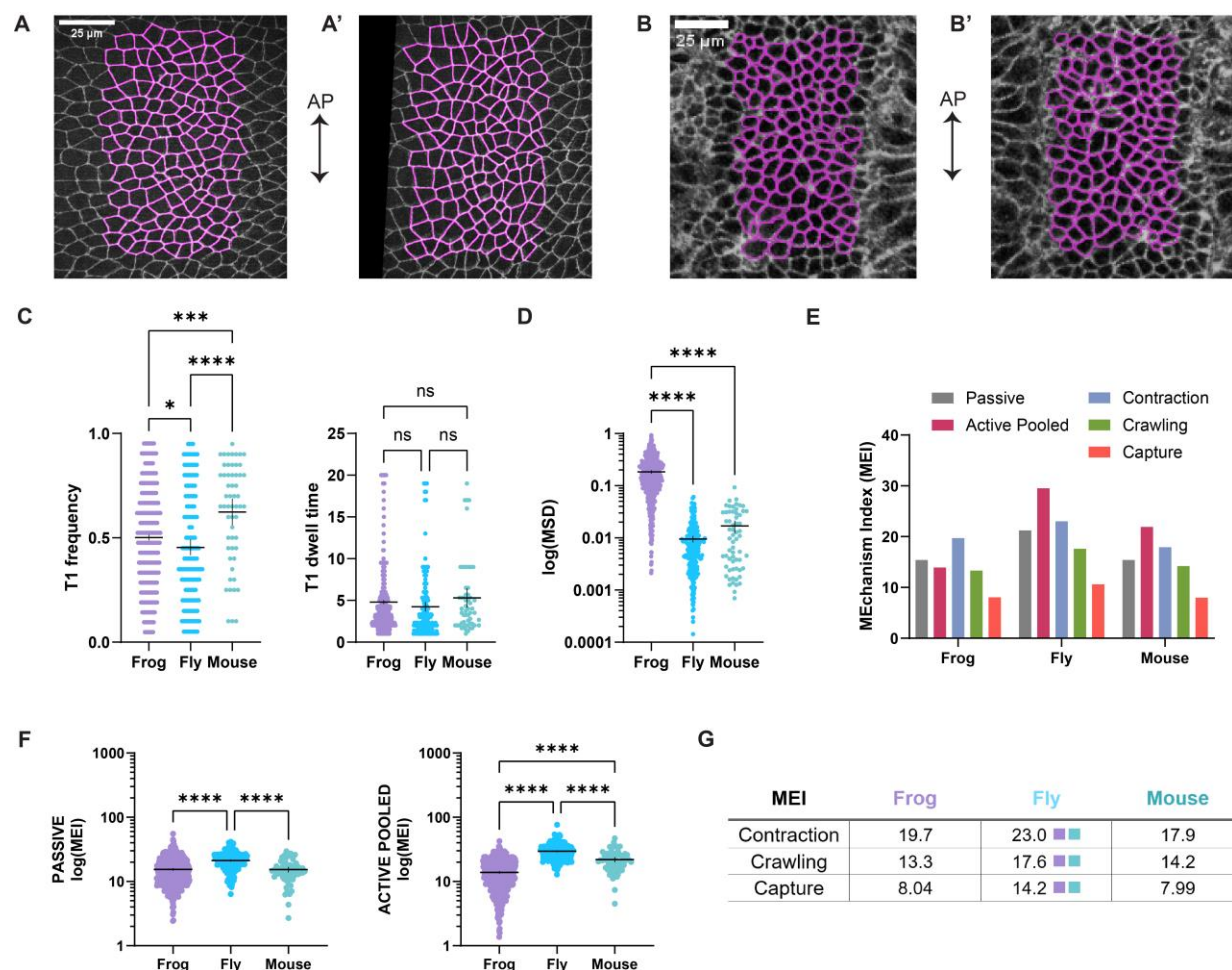 A
25 µm
A'
AP
B
25 µm
B'
AP
C
***
****
*
T1 frequency
1.0
0.5
0.0
Frog Fly Mouse
ns
ns ns
T1 dwell time
25
20
15
10
5
0
Frog Fly Mouse
D
****
****
log(MSD)
1
0.1
0.01
0.001
0.0001
Frog Fly Mouse
E
Passive Contraction
Active Pooled Crawling
Capture
MEchanism Index (MEI)
40
30
20
10
0
Frog Fly Mouse
F
PASSIVE
log(MEI)
1000
100
10
1
**** ****
Frog Fly Mouse
ACTIVE POOLED
log(MEI)
1000
100
10
1
****
**** ****
Frog Fly Mouse
G
MEI Frog Fly Mouse
Contraction 19.7 23.0 17.9
Crawling 13.3 17.6 14.2
Capture 8.04 14.2 7.99